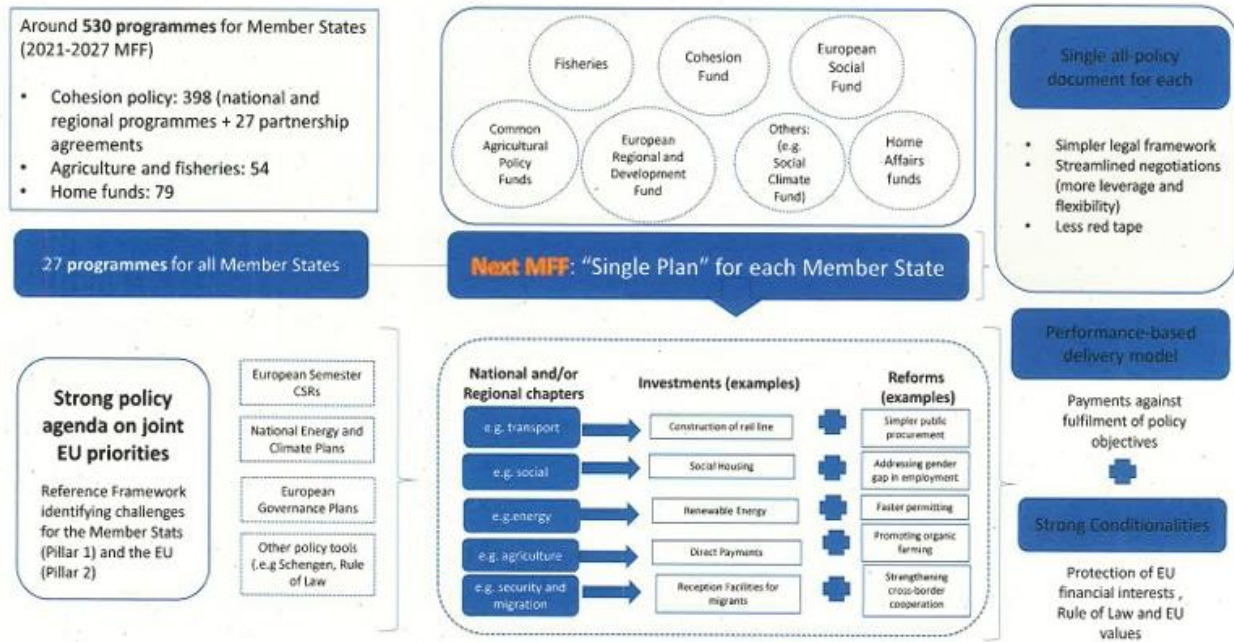 Around 530 programmes for Member States
(2021-2027 MFF)
• Cohesion policy: 398 (national and
regional programmes + 27 partnership
agreements
• Agriculture and fisheries: 54
• Home funds: 79
Fisheries
Cohesion
Fund
European
Social
Fund
Common
Agricultural
Policy
Funds
European
Regional and
Development
Fund
Others:
(e.g.
Social
Climate
Fund)
Home
Affairs
funds
Single all-policy
document for each
• Simpler legal framework
• Streamlined negotiations
(more leverage and
flexibility)
• Less red tape
27 programmes for all Member States
Next MFF: “Single Plan” for each Member State
Strong policy
agenda on joint
EU priorities
Reference Framework
identifying challenges
for the Member Stats
(Pillar 1) and the EU
(Pillar 2)
European Semester
CSRs
National Energy and
Climate Plans
European
Governance Plans
Other policy tools
(.e.g Schengen, Rule
of Law
National and/or
Regional chapters
Investments (examples)
Reforms
(examples)
e.g. transport
Construction of rail line
Simpler public
procurement
e.g. social
Social Housing
Addressing gender
gap in employment
e.g.energy
Renewable Energy
Faster permitting
e.g. agriculture
Direct Payments
Promoting organic
farming
e.g. security and
migration
Reception Facilities for
migrants
Strengthening
cross-border
cooperation
Performance-based
delivery model
Payments against
fulfilment of policy
objectives
Strong Conditionalities
Protection of EU
financial interests ,
Rule of Law and EU
values